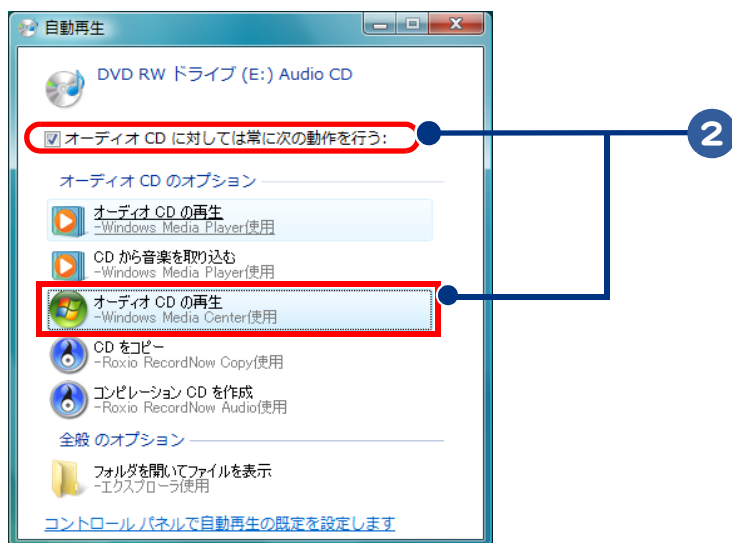 自動再生
DVD RW ドライブ (E:) Audio CD
オーディオ CD に対しては常に次の動作を行う:
2
オーディオ CD のオプション
オーディオ CD の再生
-Windows Media Player使用
CD から音楽を取り込む
-Windows Media Player使用
オーディオ CD の再生
-Windows Media Center使用
CD をコピー
-Roxio RecordNow Copy使用
コンピレーション CD を作成
-Roxio RecordNow Audio使用
全般 のオプション
フォルダを開いてファイルを表示
-エクスプローラ使用
コントロール パネルで自動再生の既定を設定します